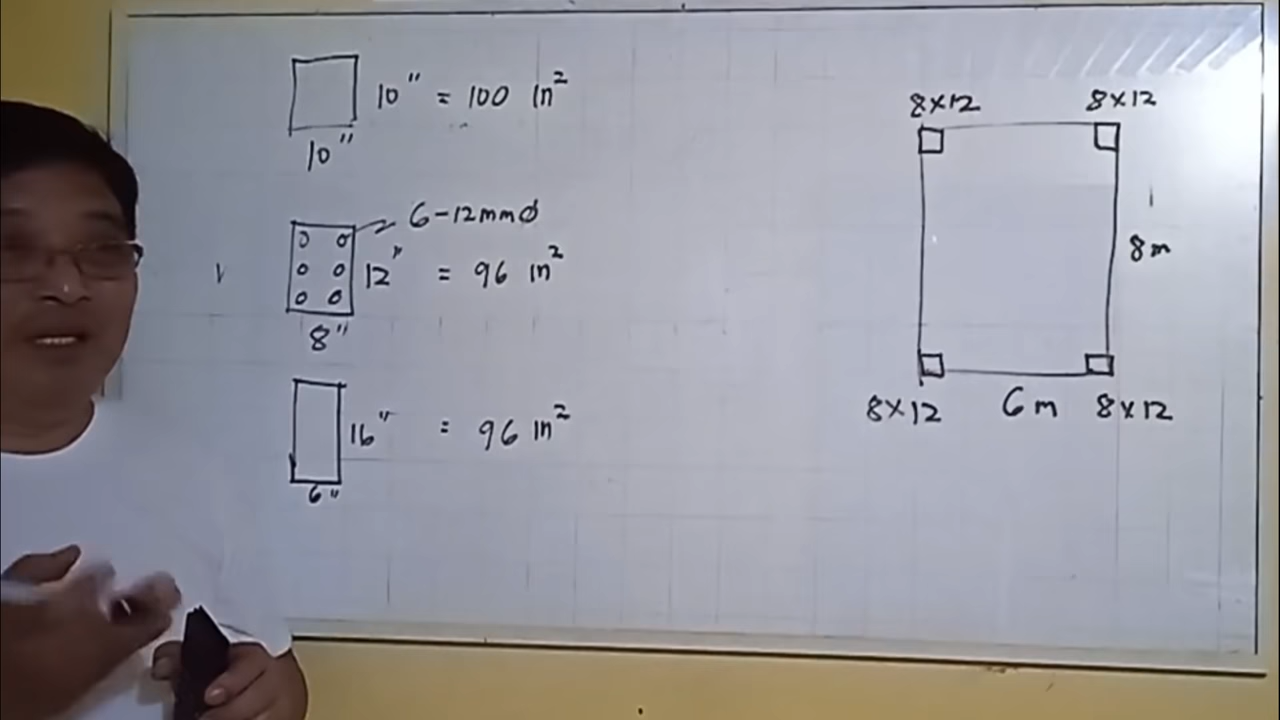 10" = 100 in²
10"
6-12mmØ
12" = 96 in²
8"
16" = 96 in²
6"
8x12 8x12
8m
8x12 6m 8x12